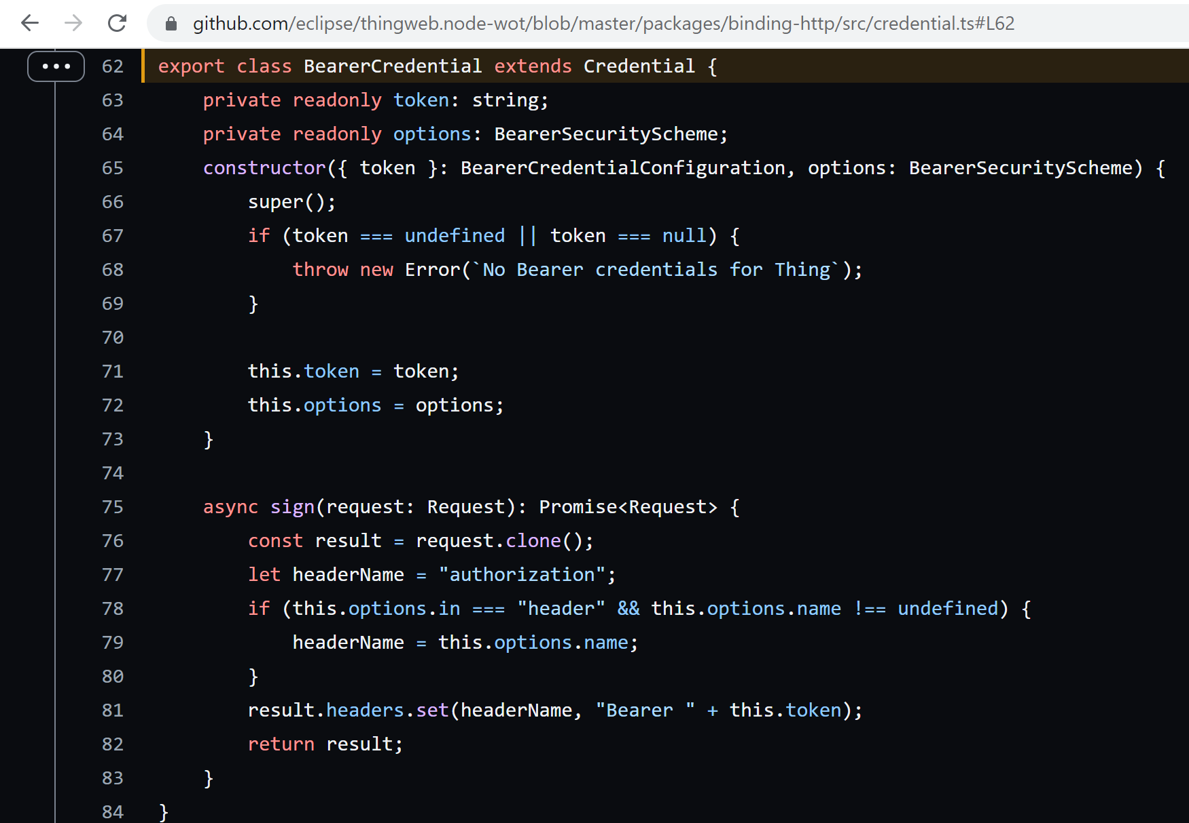 github.com/eclipse/thingweb.node-wot/blob/master/packages/binding-http/src/credential.ts#L62
62 export class BearerCredential extends Credential {
63     private readonly token: string;
64     private readonly options: BearerSecurityScheme;
65     constructor({ token }: BearerCredentialConfiguration, options: BearerSecurityScheme) {
66         super();
67         if (token === undefined || token === null) {
68             throw new Error(`No Bearer credentials for Thing`);
69         }
70
71         this.token = token;
72         this.options = options;
73     }
74
75     async sign(request: Request): Promise<Request> {
76         const result = request.clone();
77         let headerName = "authorization";
78         if (this.options.in === "header" && this.options.name !== undefined) {
79             headerName = this.options.name;
80         }
81         result.headers.set(headerName, "Bearer " + this.token);
82         return result;
83     }
84 }